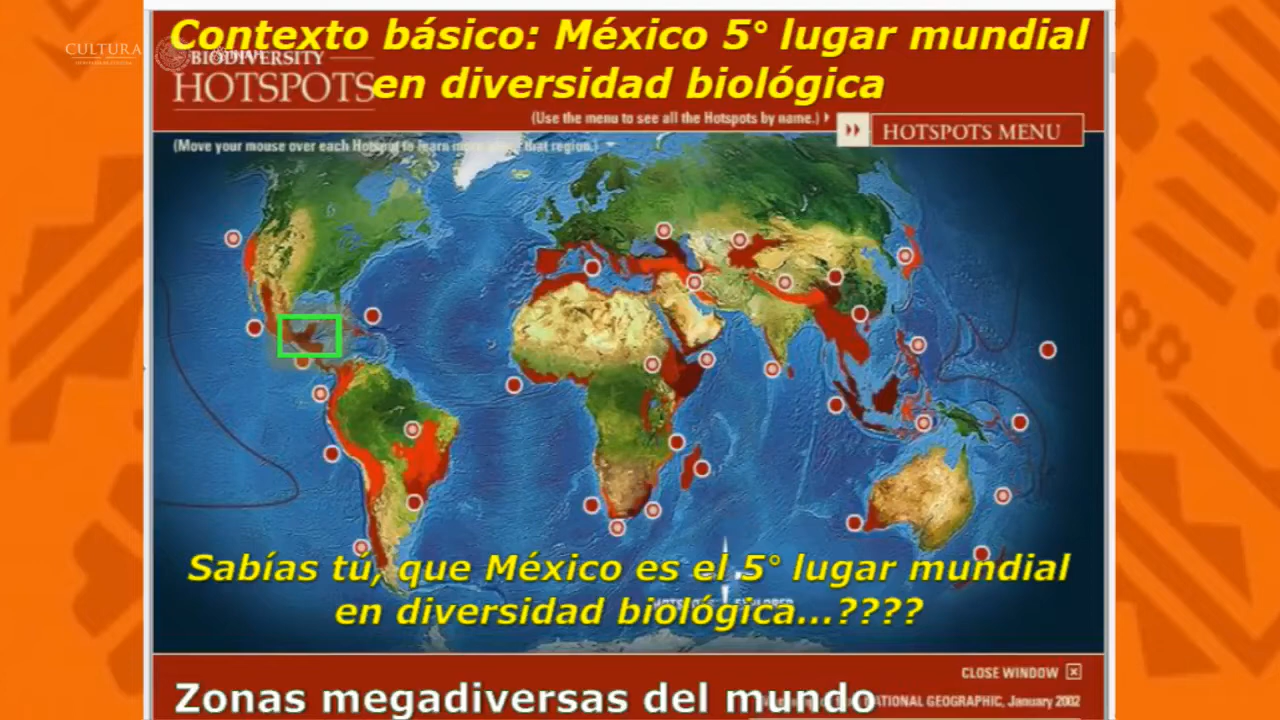 CULTURA
Contexto básico: México 5° lugar mundial
BIODIVERSITY
HOTSPOTS
en diversidad biológica
(Use the menu to see all the Hotspots by name.)
HOTSPOTS MENU
(Move your mouse over each Hotspot to learn more about that region.)
Sabías tú, que México es el 5° lugar mundial
en diversidad biológica...????
CLOSE WINDOW
Zonas megadiversas del mundo
NATIONAL GEOGRAPHIC, January 2002